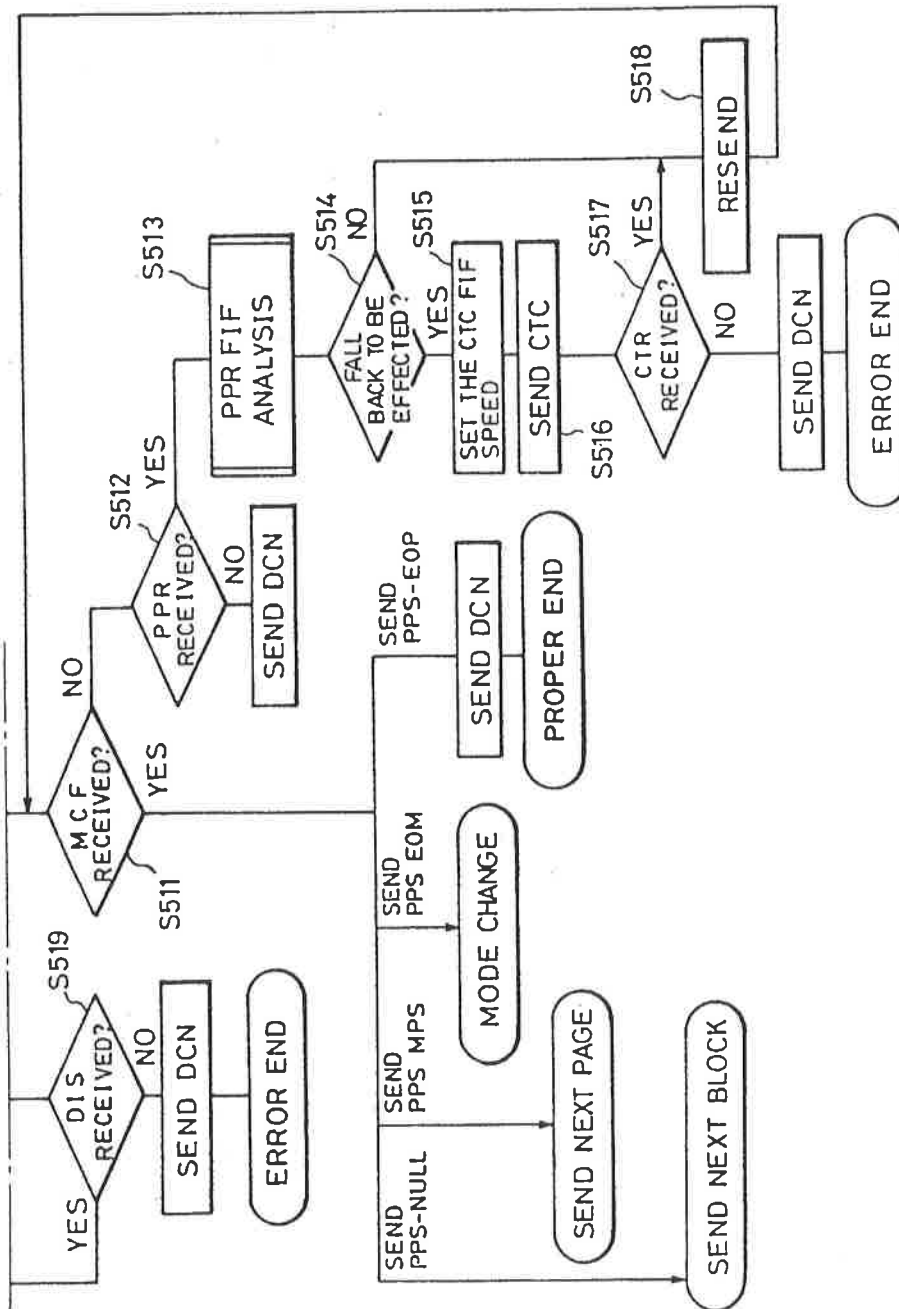 S519
DIS
RECEIVED?
YES
NO
SEND DCN
ERROR END
MCF
RECEIVED?
S511
NO
YES
S512
PPR
RECEIVED?
YES
NO
SEND DCN
S513
PPR FIF
ANALYSIS
S514
FALL
BACK TO BE
EFFECTED?
NO
YES
S515
SET THE CTC FIF
SPEED
SEND CTC
S516
S517
CTR
RECEIVED?
YES
NO
S518
RESEND
SEND DCN
ERROR END
SEND
PPS-NULL
SEND
PPS MPS
SEND
PPS EOM
SEND
PPS-EOP
SEND NEXT BLOCK
SEND NEXT PAGE
MODE CHANGE
SEND DCN
PROPER END